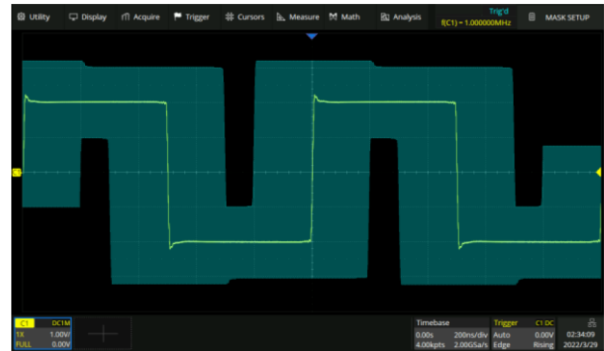 Utility Display Acquire Trigger Cursors Measure Math Analysis
Trig'd
f(C1) = 1.000000MHz
MASK SETUP
C1
C1 DC1M
1X 1.00V/
FULL 0.00V
Timebase
0.00s 200ns/div
4.00kpts 2.00GSa/s
Trigger C1 DC
Auto 0.00V
Edge Rising
02:34:09
2022/3/29